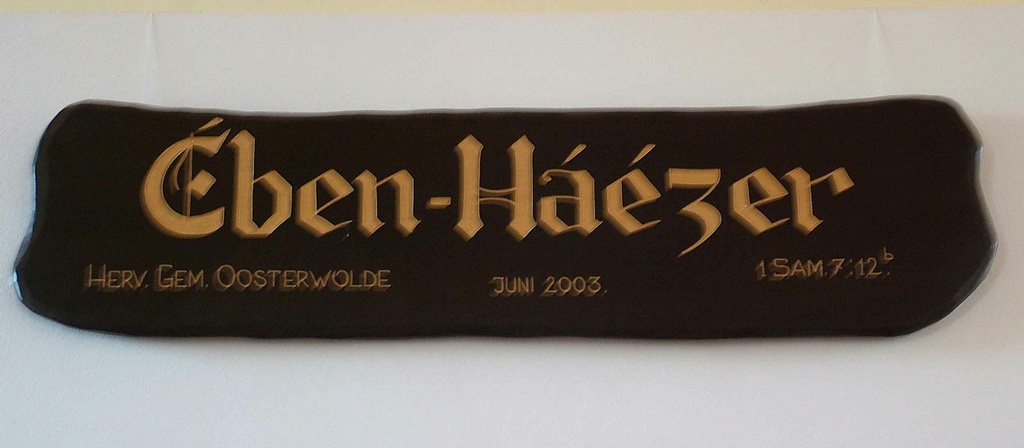 Ében-Háézer
HERV. GEM. OOSTERWOLDE JUNI 2003. 1 SAM. 7:12b